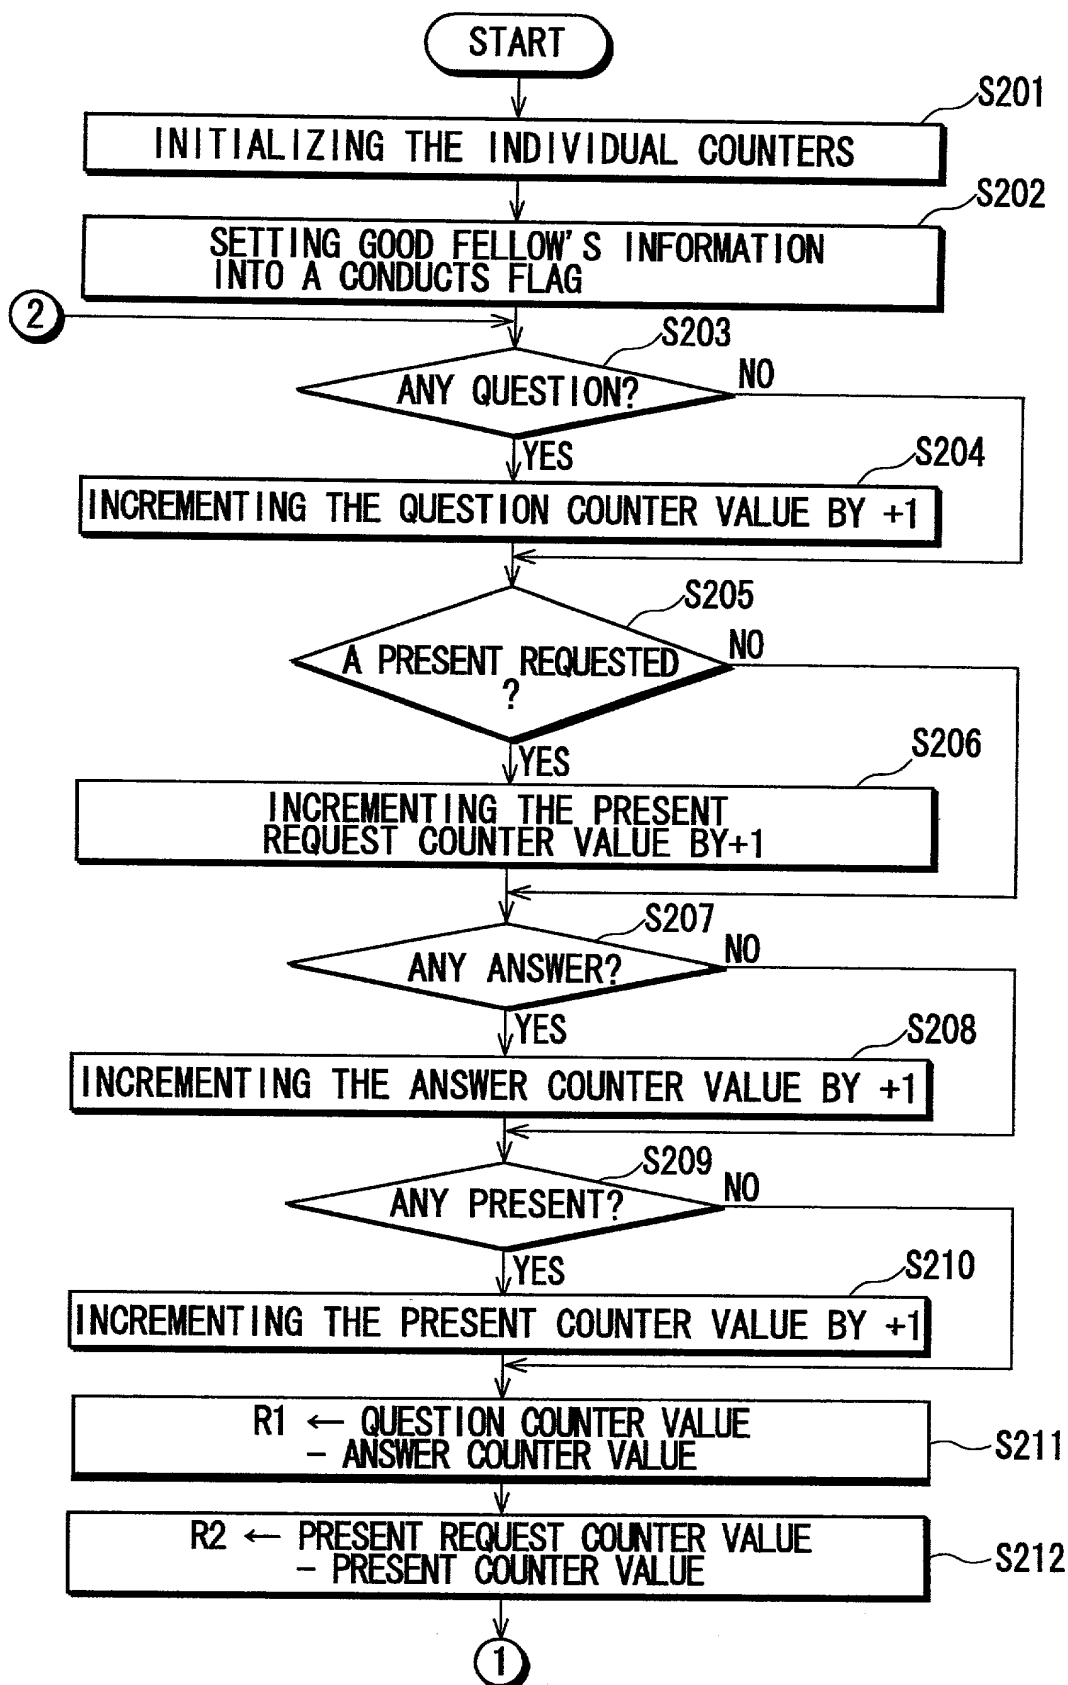 START
S201
INITIALIZING THE INDIVIDUAL COUNTERS
S202
SETTING GOOD FELLOW'S INFORMATION
INTO A CONDUCTS FLAG
2
S203
ANY QUESTION?
NO
YES
S204
INCREMENTING THE QUESTION COUNTER VALUE BY +1
S205
A PRESENT REQUESTED
?
NO
YES
S206
INCREMENTING THE PRESENT
REQUEST COUNTER VALUE BY+1
S207
ANY ANSWER?
NO
YES
S208
INCREMENTING THE ANSWER COUNTER VALUE BY +1
S209
ANY PRESENT?
NO
YES
S210
INCREMENTING THE PRESENT COUNTER VALUE BY +1
R1 ← QUESTION COUNTER VALUE
– ANSWER COUNTER VALUE
S211
R2 ← PRESENT REQUEST COUNTER VALUE
– PRESENT COUNTER VALUE
S212
1